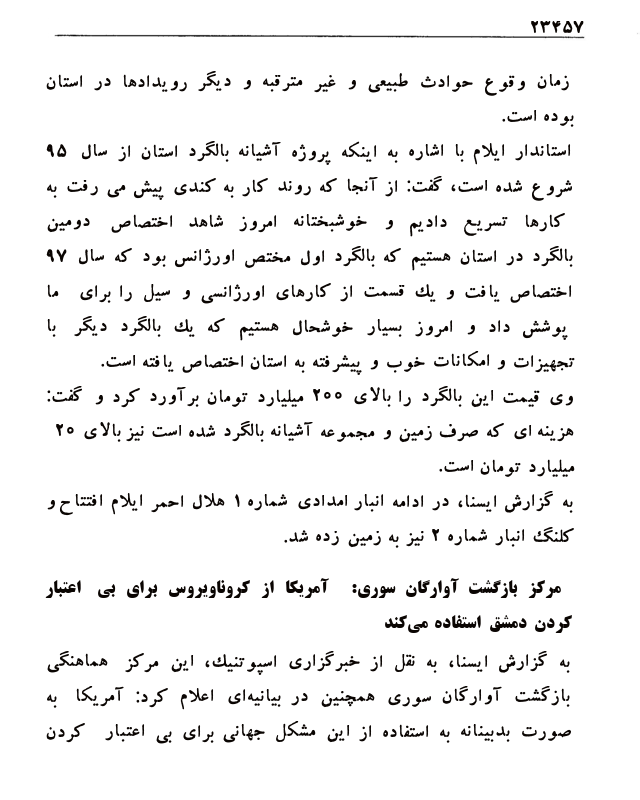 ۲۳۴۵۷
زمان وقوع حوادث طبیعی و غیر مترقبه و دیگر رویدادها در استان
بوده است.
استاندار ایلام با اشاره به اینکه پروژه آشیانه بالگرد استان از سال ۹۵
شروع شده است، گفت: از آنجا که روند کار به کندی پیش می رفت به
کارها تسریع دادیم و خوشبختانه امروز شاهد اختصاص دومین
بالگرد در استان هستیم که بالگرد اول مختص اورژانس بود که سال ۹۷
اختصاص یافت و یك قسمت از کارهای اورژانسی و سیل را برای ما
پوشش داد و امروز بسیار خوشحال هستیم که یك بالگرد دیگر با
تجهیزات و امکانات خوب و پیشرفته به استان اختصاص یافته است.
وی قیمت این بالگرد را بالای ۲۰۰ میلیارد تومان برآورد کرد و گفت:
هزینه ای که صرف زمین و مجموعه آشیانه بالگرد شده است نیز بالای ۲۰
میلیارد تومان است.
به گزارش ایسنا، در ادامه انبار امدادی شماره ۱ هلال احمر ایلام افتتاح و
کلنگ انبار شماره ۲ نیز به زمین زده شد.
مرکز بازگشت آوارگان سوری: آمریکا از کروناویروس برای بی اعتبار
کردن دمشق استفاده می‌کند
به گزارش ایسنا، به نقل از خبرگزاری اسپوتنیك، این مرکز هماهنگی
بازگشت آوارگان سوری همچنین در بیانیه‌ای اعلام کرد: آمریکا به
صورت بدبینانه به استفاده از این مشکل جهانی برای بی اعتبار کردن